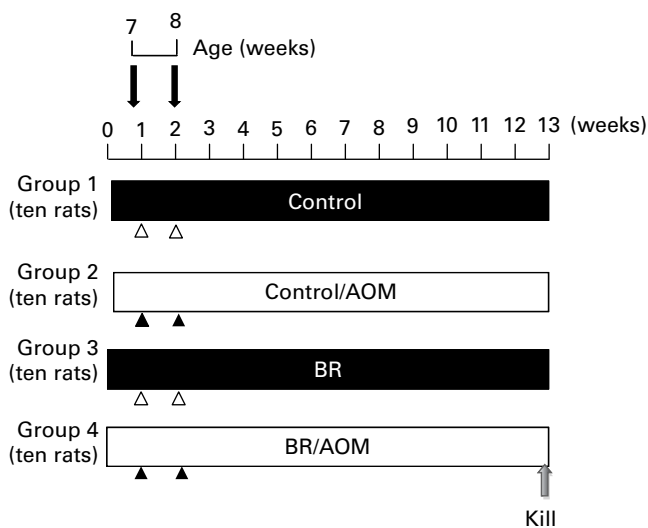 7 8
Age (weeks)
0 1 2 3 4 5 6 7 8 9 10 11 12 13 (weeks)
Group 1
(ten rats)
Control
Group 2
(ten rats)
Control/AOM
Group 3
(ten rats)
BR
Group 4
(ten rats)
BR/AOM
Kill